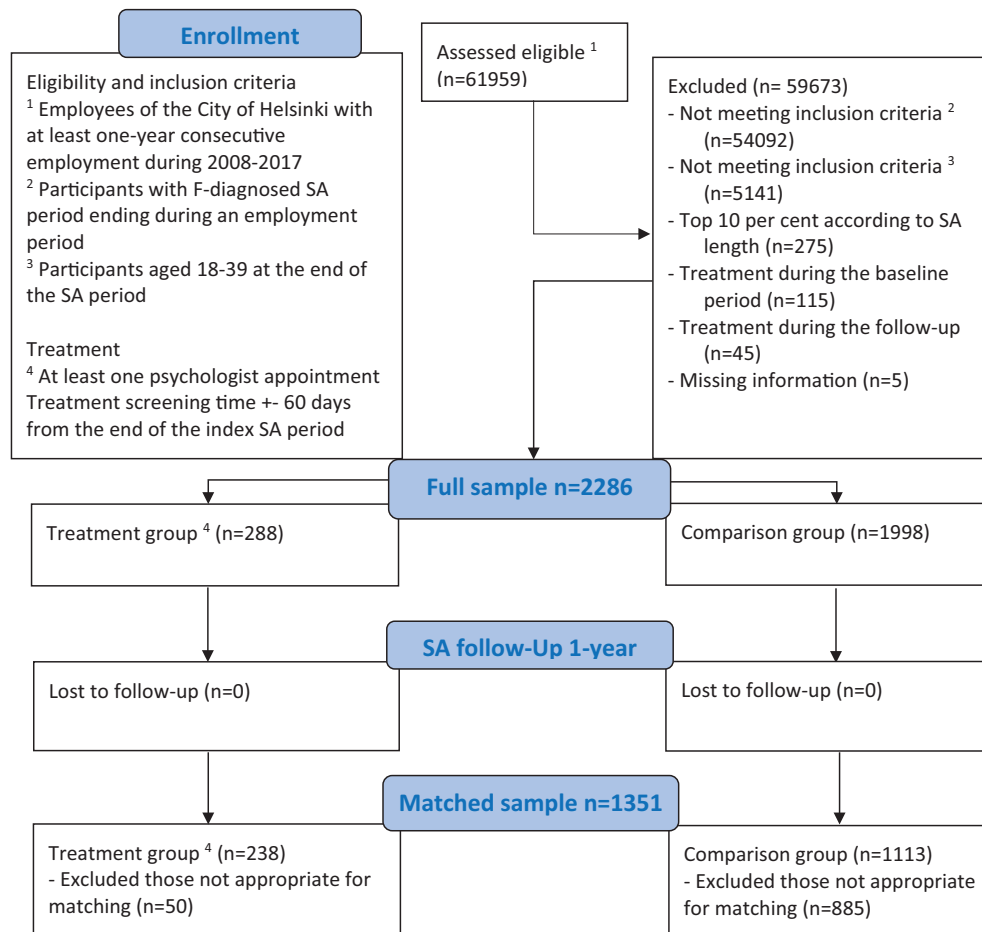 Enrollment
Eligibility and inclusion criteria
¹ Employees of the City of Helsinki with
at least one-year consecutive
employment during 2008-2017
² Participants with F-diagnosed SA
period ending during an employment
period
³ Participants aged 18-39 at the end of
the SA period
Treatment
⁴ At least one psychologist appointment
Treatment screening time +- 60 days
from the end of the index SA period
Assessed eligible ¹
(n=61959)
Excluded (n= 59673)
- Not meeting inclusion criteria ²
(n=54092)
- Not meeting inclusion criteria ³
(n=5141)
- Top 10 per cent according to SA
length (n=275)
- Treatment during the baseline
period (n=115)
- Treatment during the follow-up
(n=45)
- Missing information (n=5)
Full sample n=2286
Treatment group ⁴ (n=288)
Comparison group (n=1998)
SA follow-Up 1-year
Lost to follow-up (n=0)
Lost to follow-up (n=0)
Matched sample n=1351
Treatment group ⁴ (n=238)
- Excluded those not appropriate for
matching (n=50)
Comparison group (n=1113)
- Excluded those not appropriate
for matching (n=885)